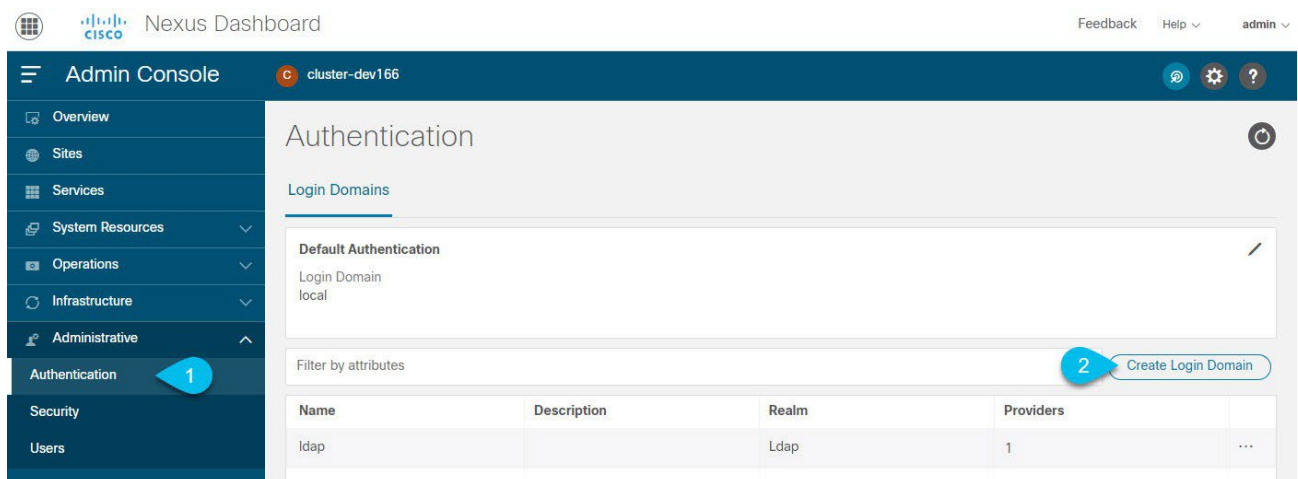 CISCO Nexus Dashboard Feedback Help admin
Admin Console C cluster-dev166 ?
Overview
Authentication
Sites
Services
Login Domains
System Resources
Default Authentication
Operations
Login Domain
Infrastructure
local
Administrative
Filter by attributes 2 Create Login Domain
Authentication 1
Security
Name Description Realm Providers
Users
ldap Ldap 1 ...